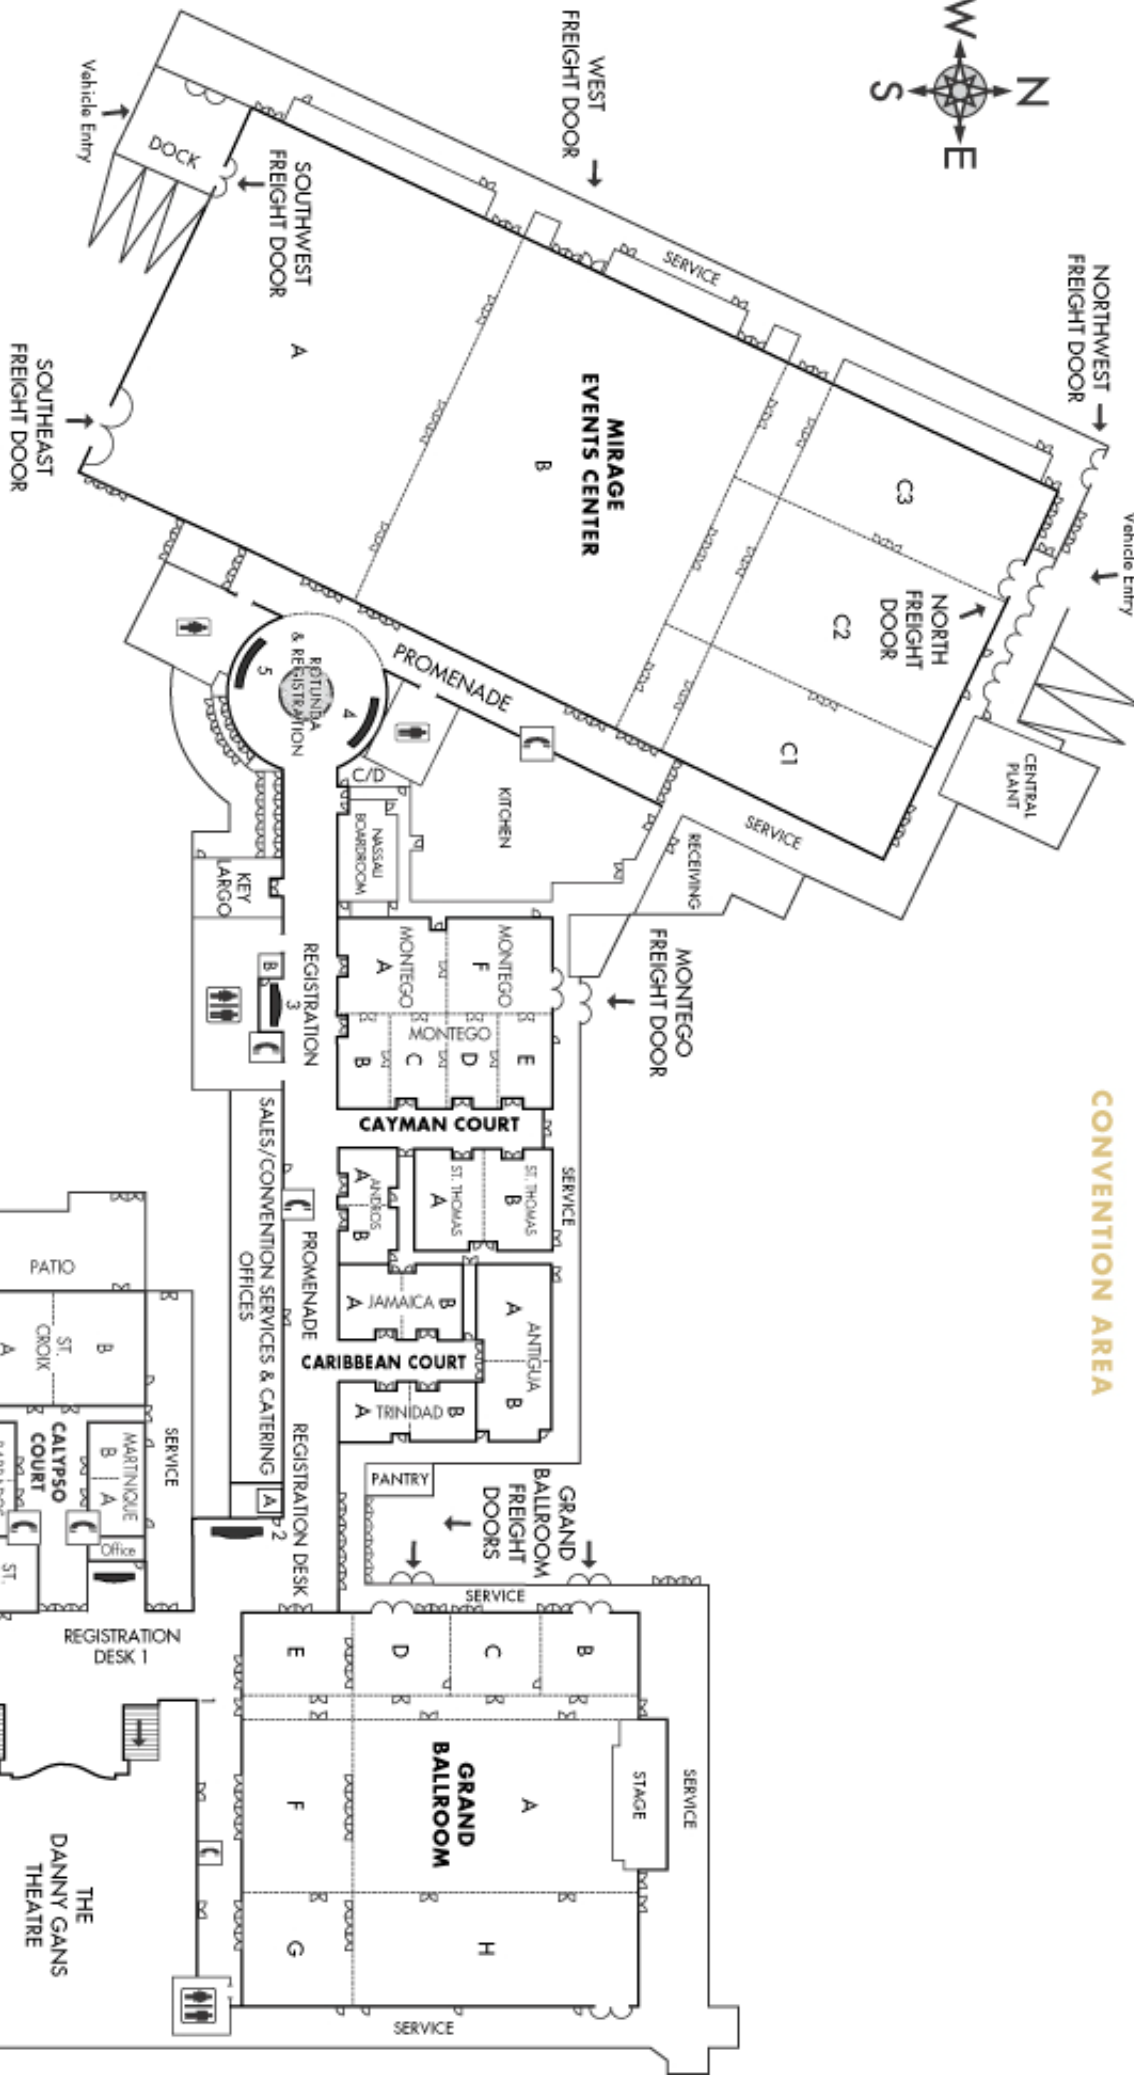 CONVENTION AREA
N
S
E
W
NORTHWEST
FREIGHT DOOR
Vehicle Entry
WEST
FREIGHT DOOR
SERVICE
Vehicle Entry
DOCK
SOUTHWEST
FREIGHT DOOR
SOUTHEAST
FREIGHT DOOR
A
MIRAGE
EVENTS CENTER
B
C3
C2
C1
NORTH
FREIGHT
DOOR
CENTRAL
PLANT
SERVICE
RECEIVING
PROMENADE
ROTUNDA
& REGISTRATION
5
4
C/D
NASSAU
BOARDROOM
KITCHEN
KEY
LARGO
REGISTRATION
B
3
MONTEGO
A
MONTEGO
F
MONTEGO
B
C
D
E
MONTEGO
FREIGHT DOOR
CAYMAN COURT
SERVICE
ANDROS
A
B
ST. THOMAS
A
ST. THOMAS
B
SALES/CONVENTION SERVICES & CATERING
OFFICES
PROMENADE
A
JAMAICA
B
CARIBBEAN COURT
ANTIGUA
A
B
A
TRINIDAD
B
REGISTRATION DESK
A
2
PANTRY
GRAND
BALLROOM
FREIGHT
DOORS
PATIO
ST.
CROIX
B
A
SERVICE
CALYPSO
COURT
MARTINIQUE
B
A
Office
ST.
REGISTRATION
DESK 1
1
SERVICE
E
D
C
B
GRAND
BALLROOM
A
F
G
H
STAGE
SERVICE
SERVICE
THE
DANNY GANS
THEATRE